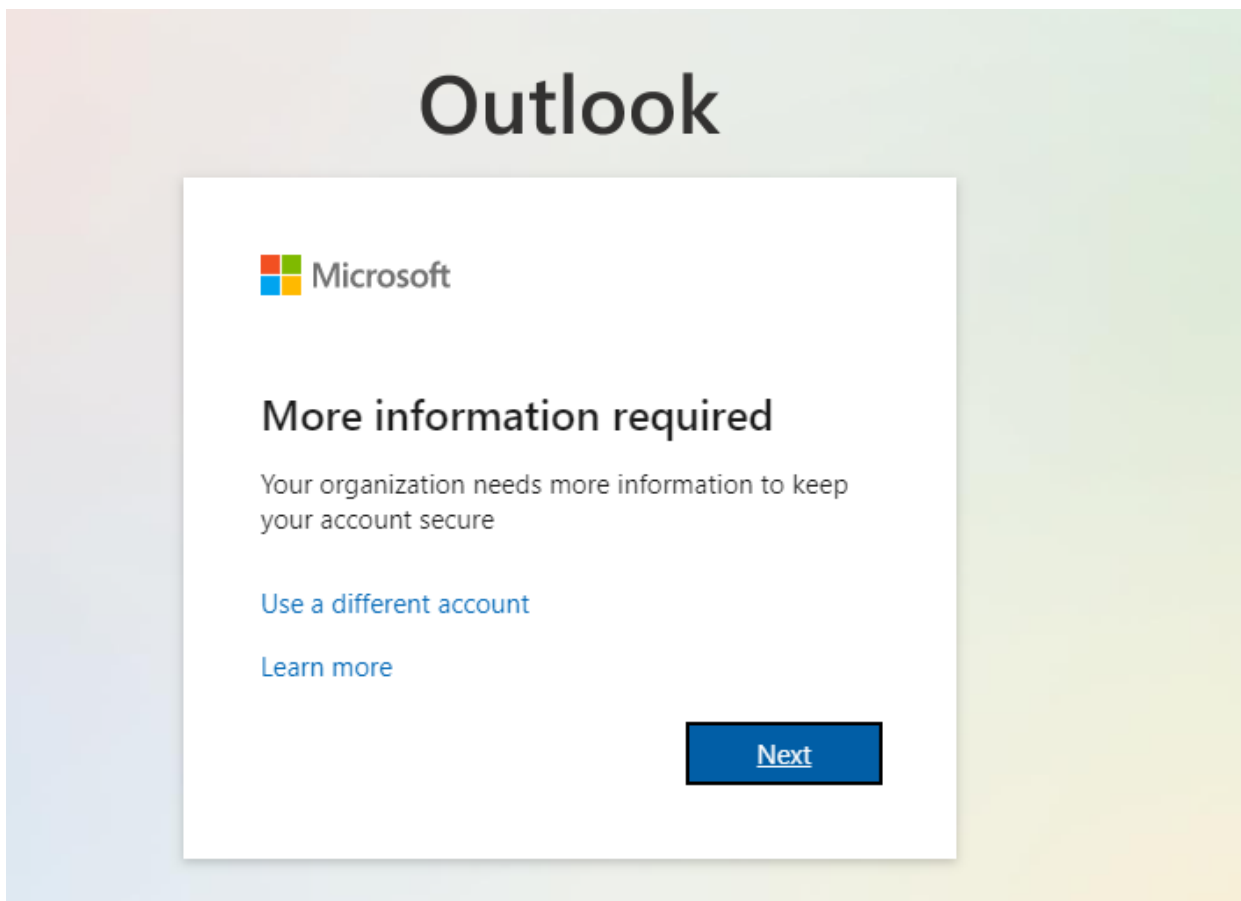 Outlook
Microsoft
More information required
Your organization needs more information to keep
your account secure
Use a different account
Learn more
Next